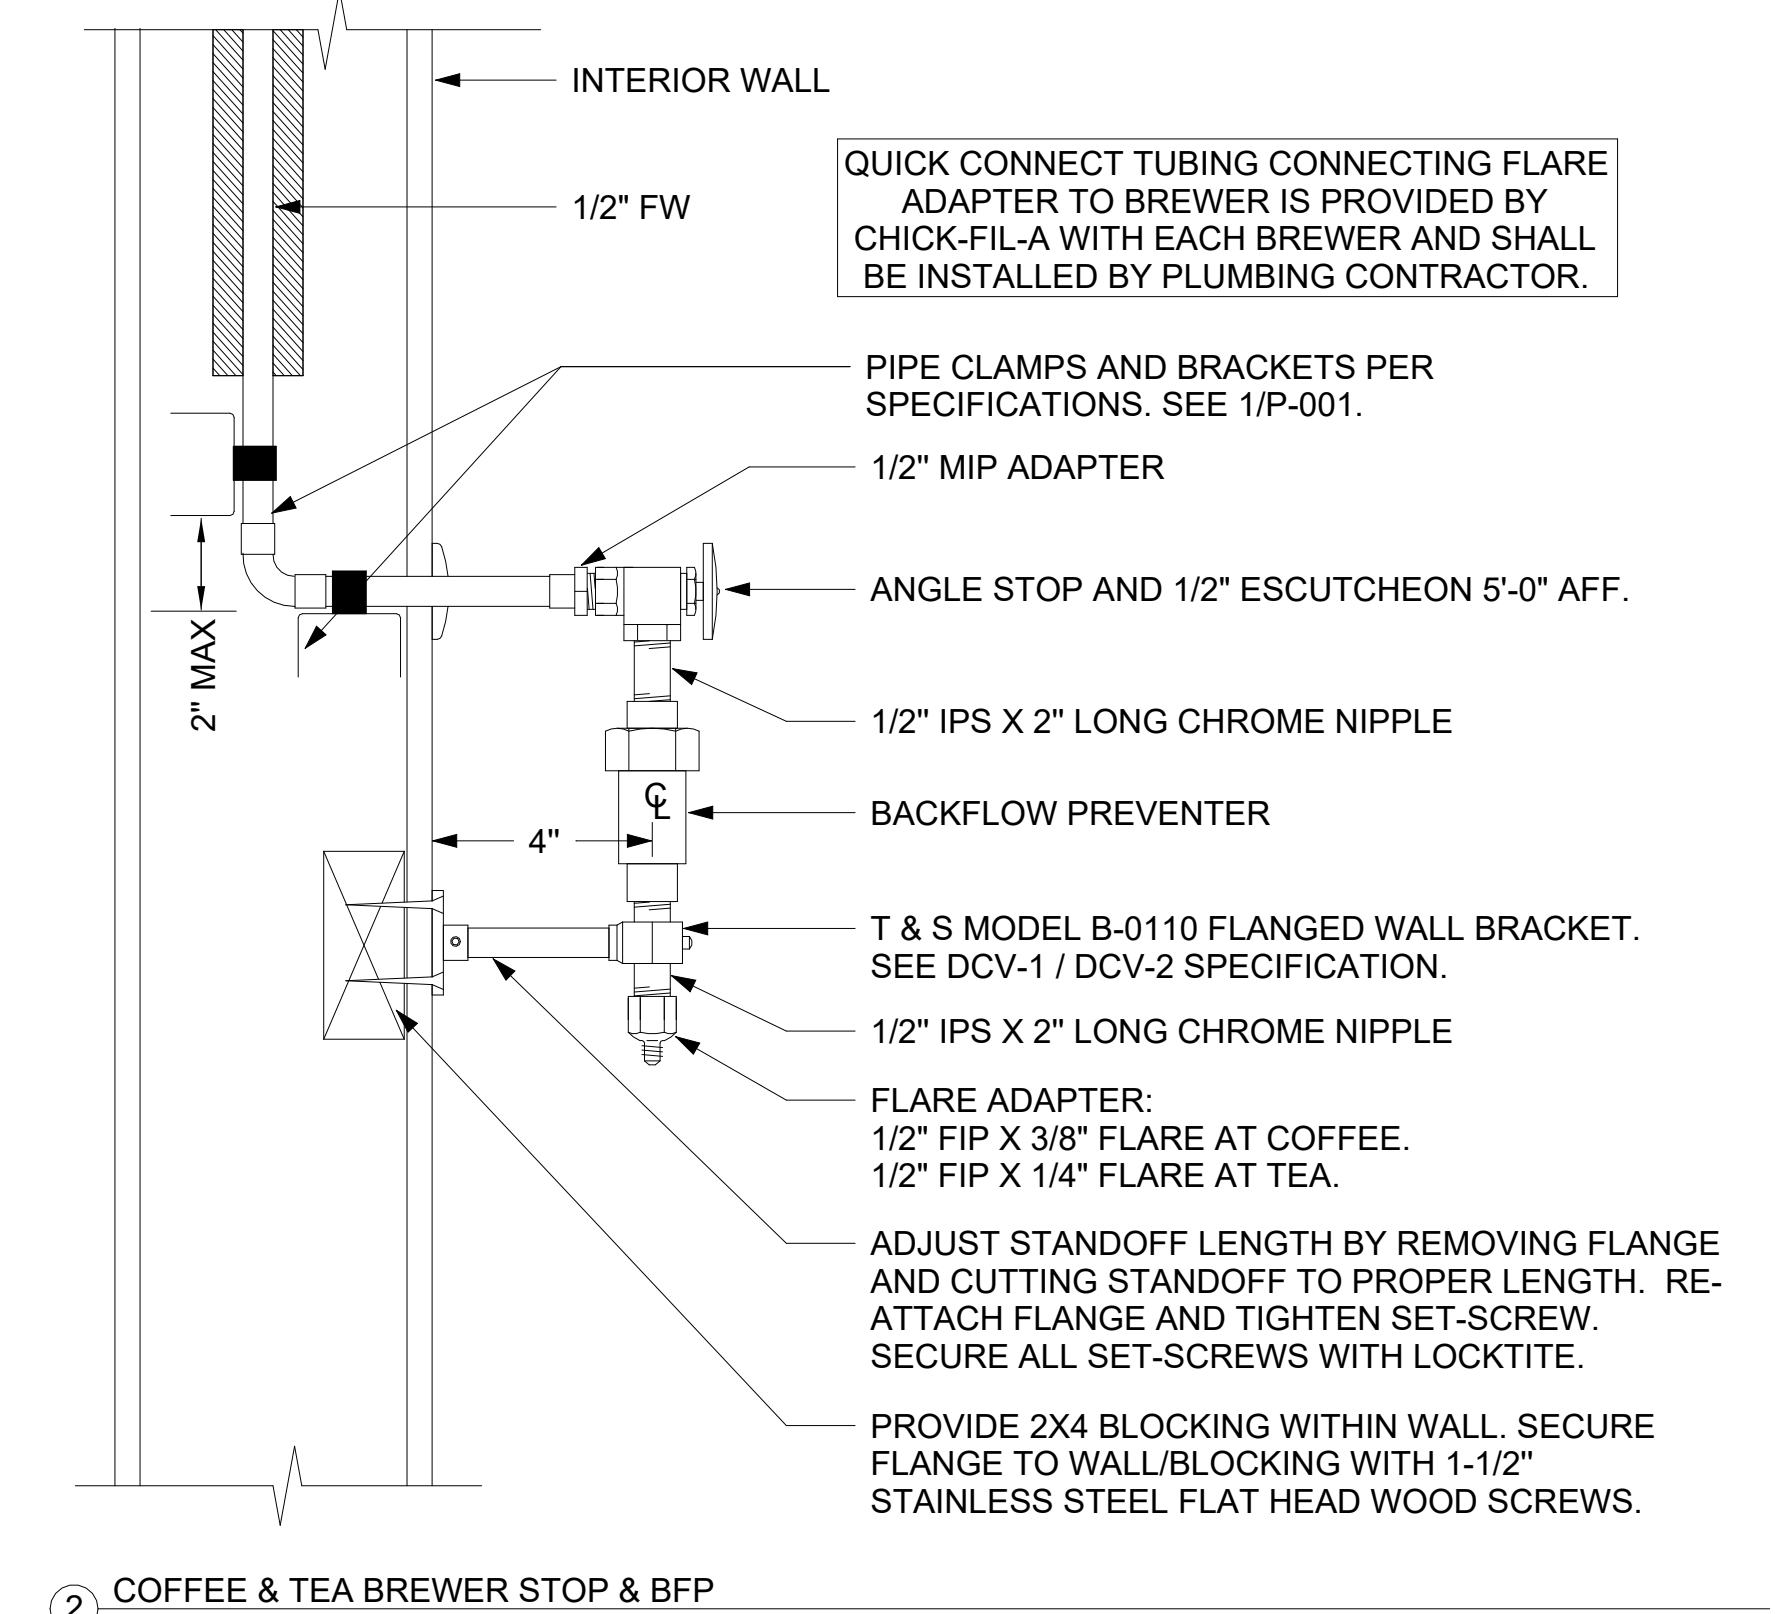 INTERIOR WALL
QUICK CONNECT TUBING CONNECTING FLARE
ADAPTER TO BREWER IS PROVIDED BY
CHICK-FIL-A WITH EACH BREWER AND SHALL
BE INSTALLED BY PLUMBING CONTRACTOR.
1/2" FW
PIPE CLAMPS AND BRACKETS PER
SPECIFICATIONS. SEE 1/P-001.
1/2" MIP ADAPTER
ANGLE STOP AND 1/2" ESCUTCHEON 5'-0" AFF.
2" MAX
1/2" IPS X 2" LONG CHROME NIPPLE
CL
BACKFLOW PREVENTER
4"
T & S MODEL B-0110 FLANGED WALL BRACKET.
SEE DCV-1 / DCV-2 SPECIFICATION.
1/2" IPS X 2" LONG CHROME NIPPLE
FLARE ADAPTER:
1/2" FIP X 3/8" FLARE AT COFFEE.
1/2" FIP X 1/4" FLARE AT TEA.
ADJUST STANDOFF LENGTH BY REMOVING FLANGE
AND CUTTING STANDOFF TO PROPER LENGTH.  RE-
ATTACH FLANGE AND TIGHTEN SET-SCREW.
SECURE ALL SET-SCREWS WITH LOCKTITE.
PROVIDE 2X4 BLOCKING WITHIN WALL. SECURE
FLANGE TO WALL/BLOCKING WITH 1-1/2"
STAINLESS STEEL FLAT HEAD WOOD SCREWS.
2 COFFEE & TEA BREWER STOP & BFP